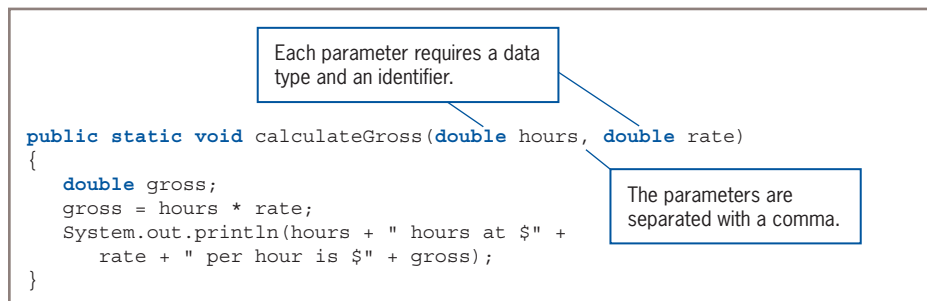 Each parameter requires a data
type and an identifier.
public static void calculateGross(double hours, double rate)
{
double gross;
gross = hours * rate;
System.out.println(hours + " hours at $" +
rate + " per hour is $" + gross);
}
The parameters are
separated with a comma.